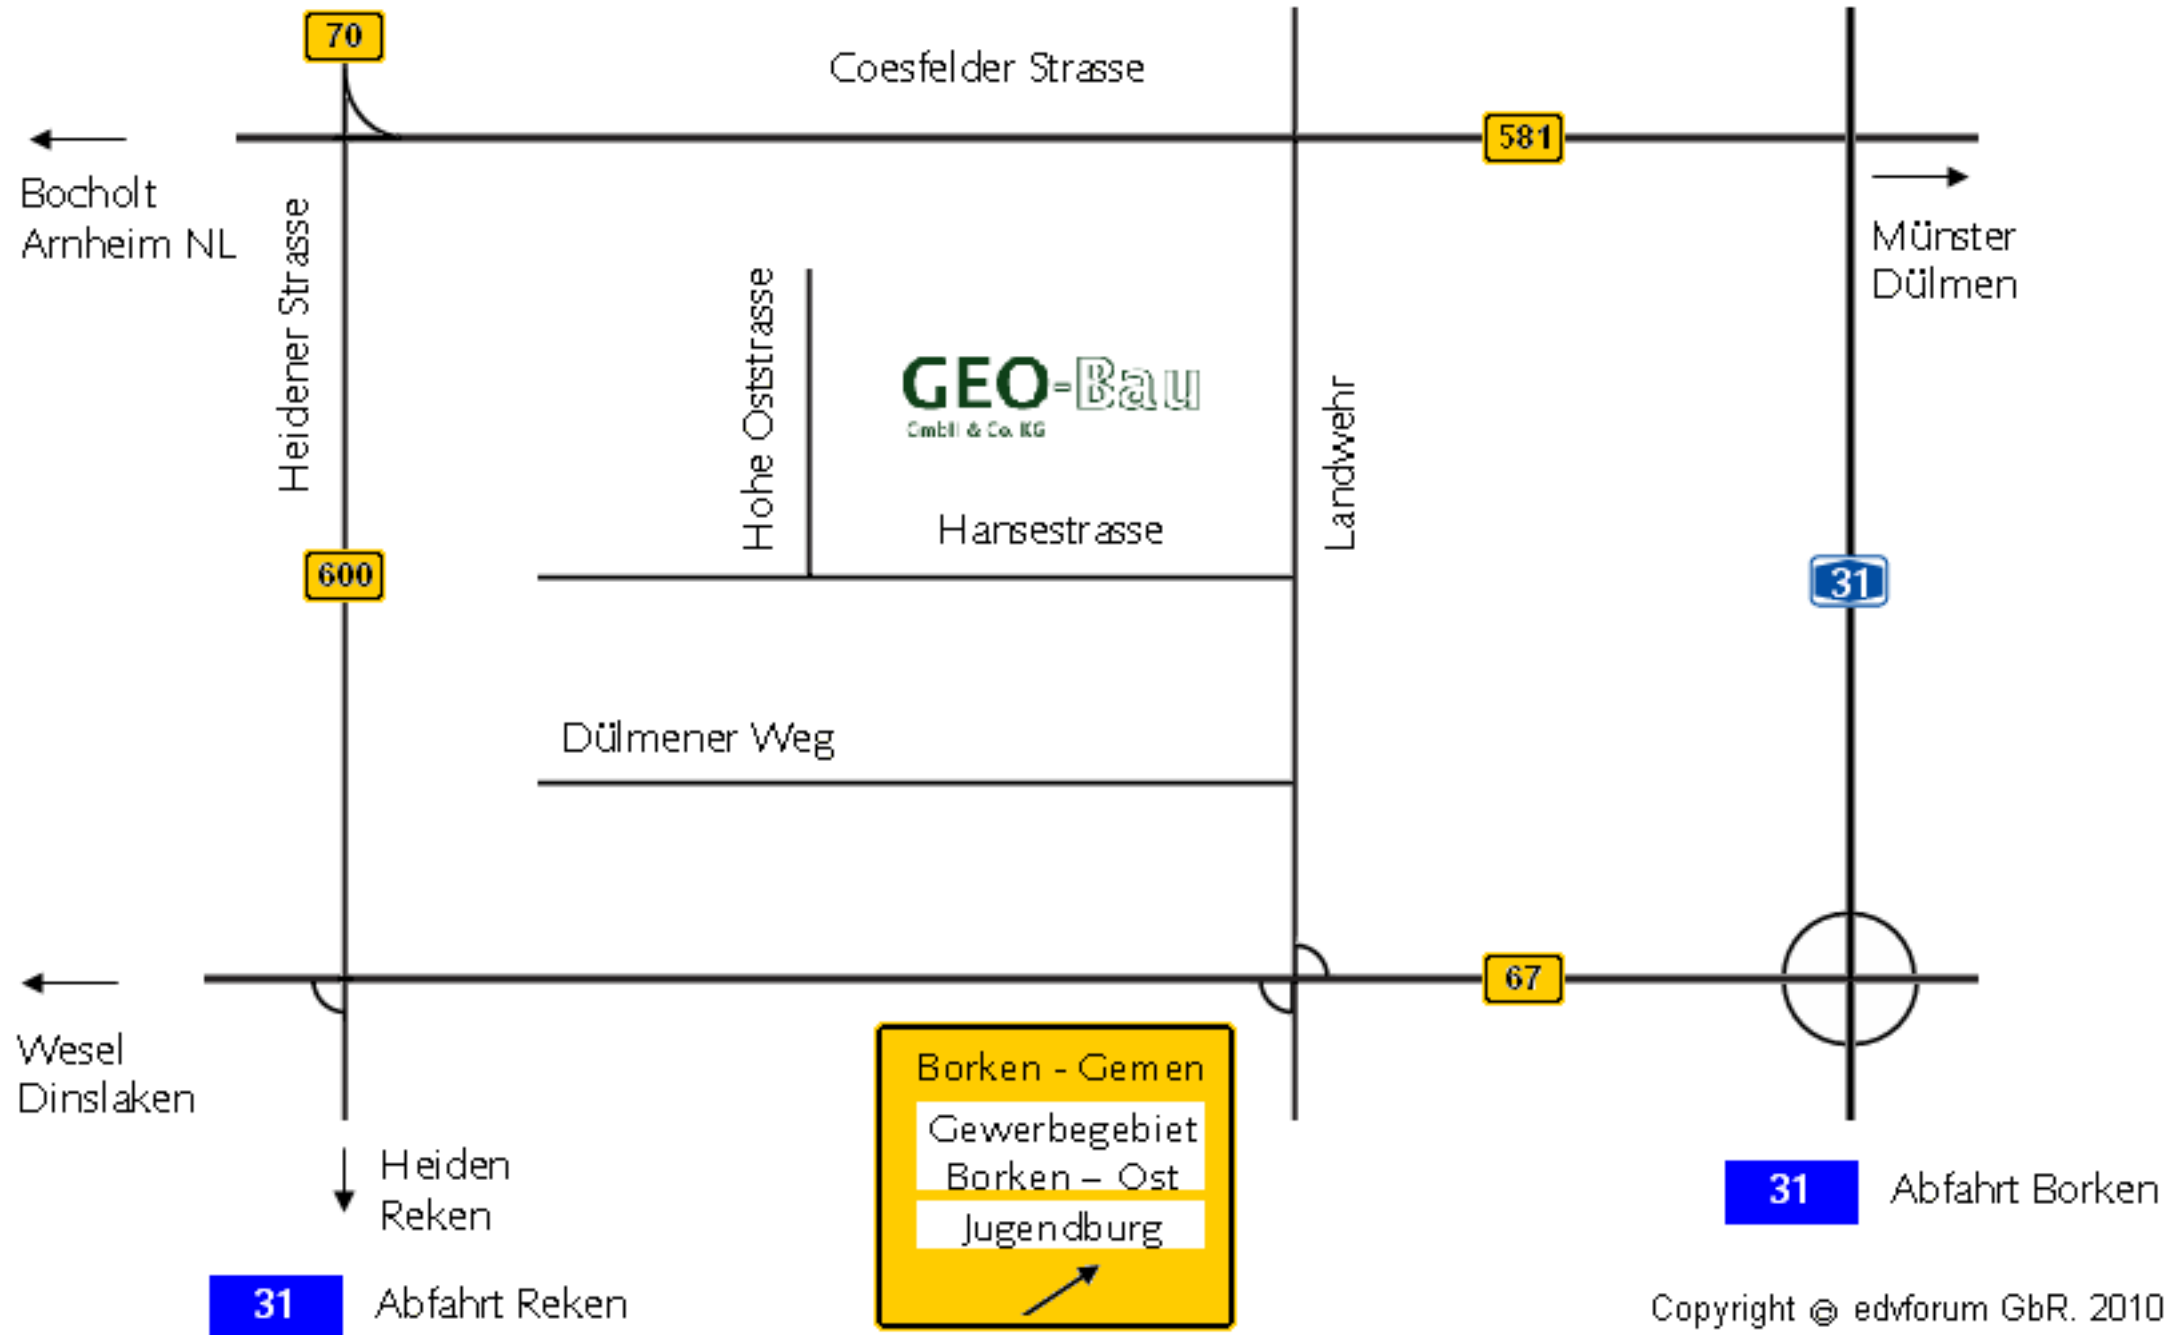 70
Coesfelder Strasse
581
Bocholt
Arnheim NL
Münster
Dülmen
Heidener Strasse
Hohe Oststrasse
GEO-Bau
GmbH & Co. KG
Landwehr
Hansestrasse
600
31
Dülmener Weg
67
Wesel
Dinslaken
Borken - Gemen
Gewerbegebiet
Borken – Ost
Jugendburg
Heiden
Reken
31 Abfahrt Borken
31 Abfahrt Reken
Copyright @ edvforum GbR. 2010